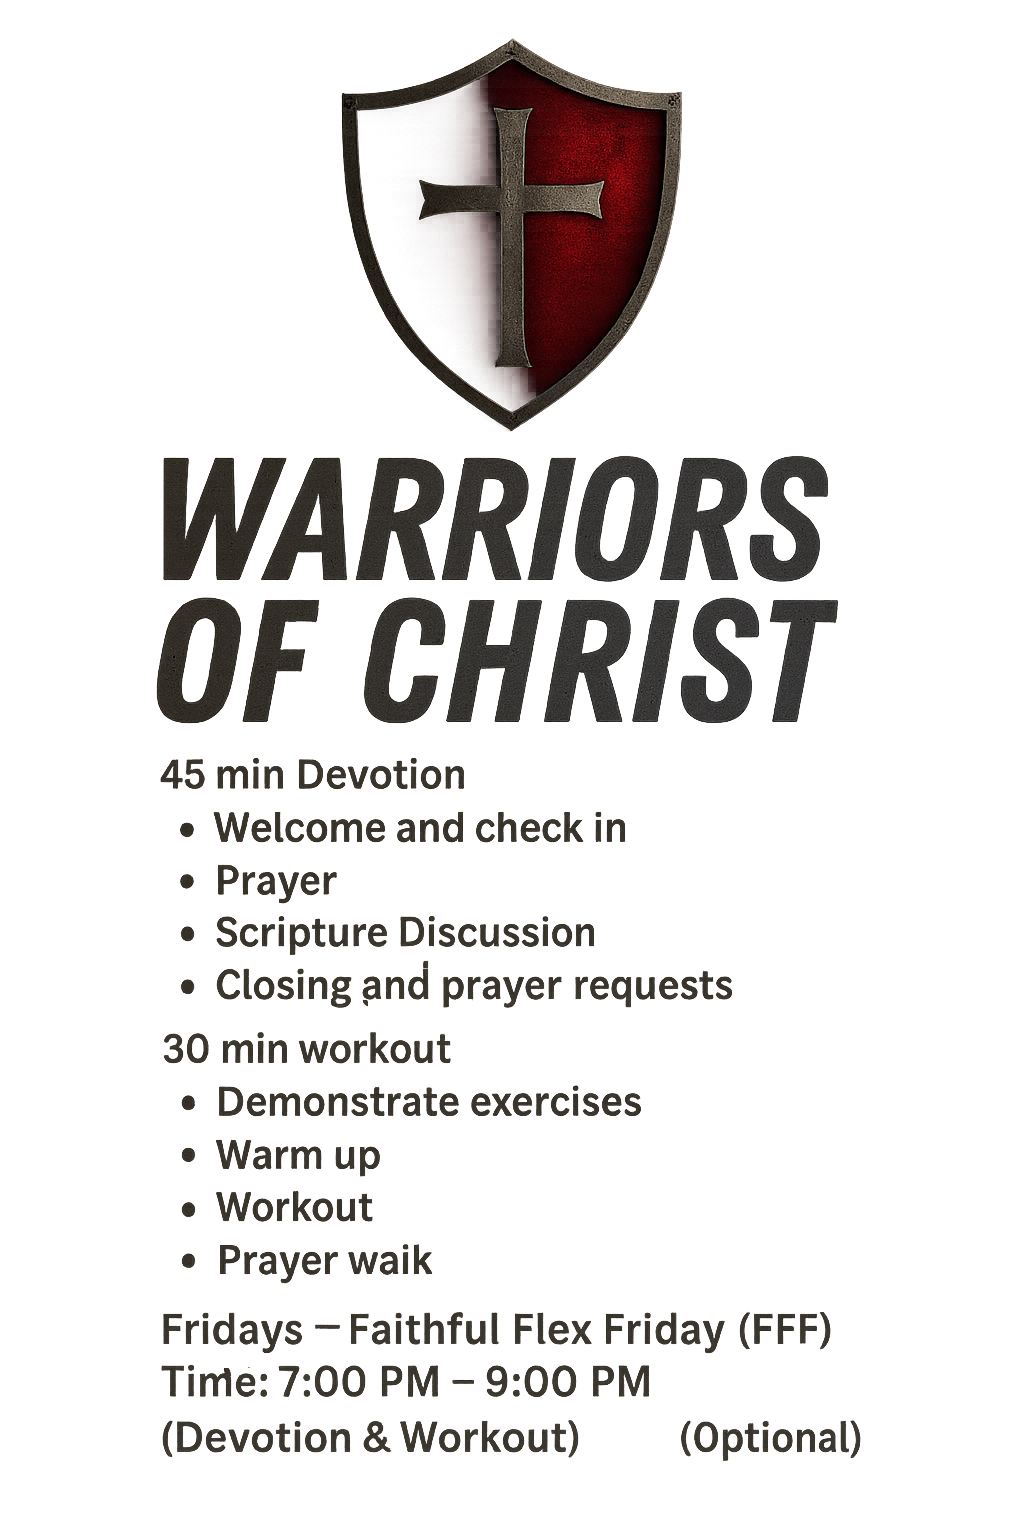 WARRIORS
OF CHRIST
45 min Devotion
• Welcome and check in
• Prayer
• Scripture Discussion
• Closing and prayer requests
30 min workout
• Demonstrate exercises
• Warm up
• Workout
• Prayer waik
Fridays – Faithful Flex Friday (FFF)
Time: 7:00 PM – 9:00 PM
(Devotion & Workout) (Optional)